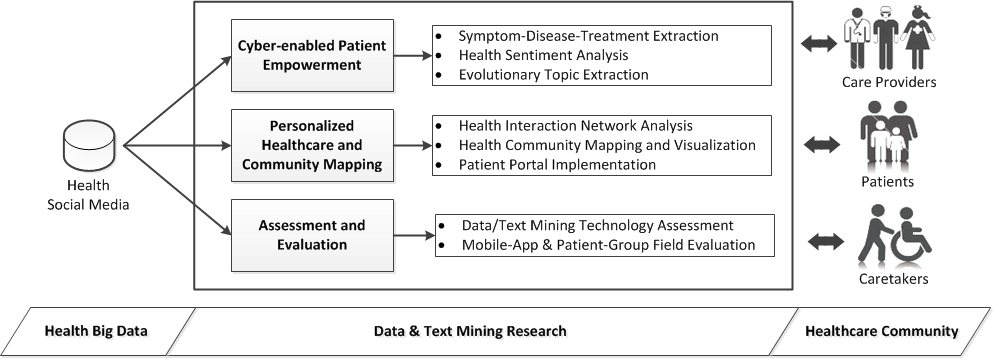 Health
Social Media
Cyber-enabled Patient
Empowerment
• Symptom-Disease-Treatment Extraction
• Health Sentiment Analysis
• Evolutionary Topic Extraction
Care Providers
Personalized
Healthcare and
Community Mapping
• Health Interaction Network Analysis
• Health Community Mapping and Visualization
• Patient Portal Implementation
Patients
Assessment and
Evaluation
• Data/Text Mining Technology Assessment
• Mobile-App & Patient-Group Field Evaluation
Caretakers
Health Big Data
Data & Text Mining Research
Healthcare Community